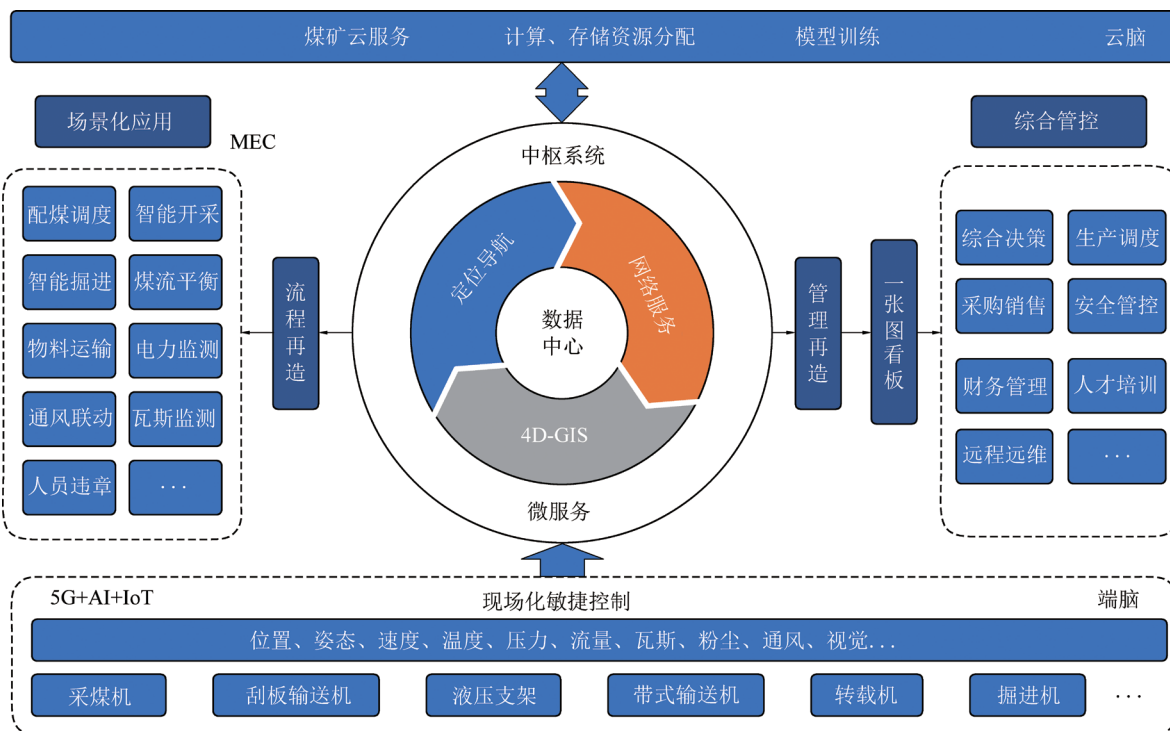 煤矿云服务 计算、存储资源分配 模型训练 云脑
场景化应用
MEC
综合管控
中枢系统
配煤调度 智能开采
智能掘进 煤流平衡
物料运输 电力监测
通风联动 瓦斯监测
人员违章 ...
流程再造
定位导航
网络服务
数据
中心
4D-GIS
微服务
管理再造
一张图看板
综合决策 生产调度
采购销售 安全管控
财务管理 人才培训
远程远维 ...
5G+AI+IoT 现场化敏捷控制 端脑
位置、姿态、速度、温度、压力、流量、瓦斯、粉尘、通风、视觉...
采煤机 刮板输送机 液压支架 带式输送机 转载机 掘进机 ...